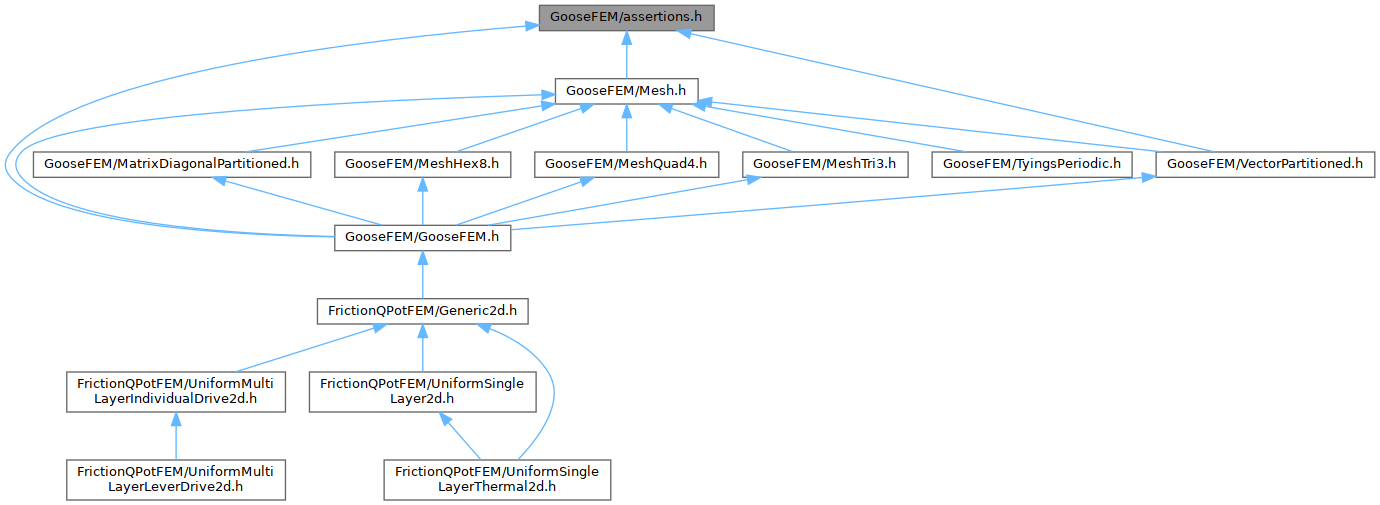 GooseFEM/assertions.h
GooseFEM/Mesh.h
GooseFEM/MatrixDiagonalPartitioned.h
GooseFEM/MeshHex8.h
GooseFEM/MeshQuad4.h
GooseFEM/MeshTri3.h
GooseFEM/TyingsPeriodic.h
GooseFEM/VectorPartitioned.h
GooseFEM/GooseFEM.h
FrictionQPotFEM/Generic2d.h
FrictionQPotFEM/UniformMulti
LayerIndividualDrive2d.h
FrictionQPotFEM/UniformSingle
Layer2d.h
FrictionQPotFEM/UniformMulti
LayerLeverDrive2d.h
FrictionQPotFEM/UniformSingle
LayerThermal2d.h